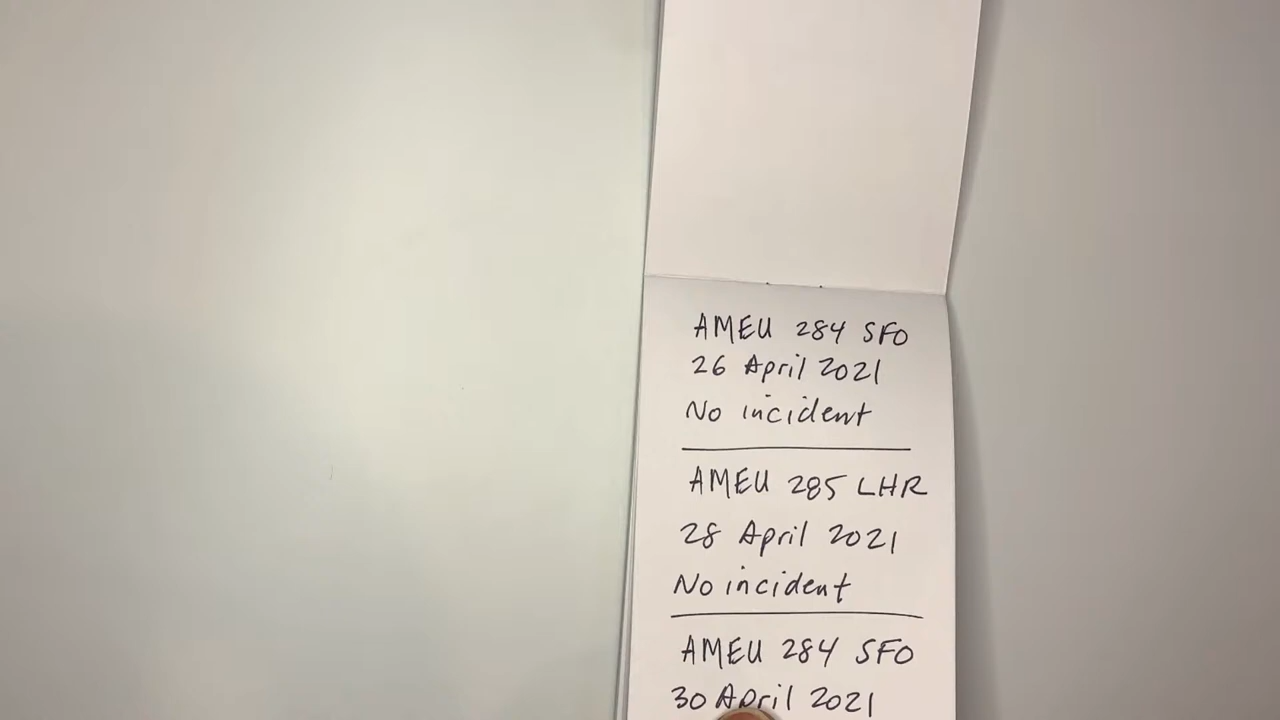 AMEU 284 SFO
26 April 2021
No incident
AMEU 285 LHR
28 April 2021
No incident
AMEU 284 SFO
30 April 2021